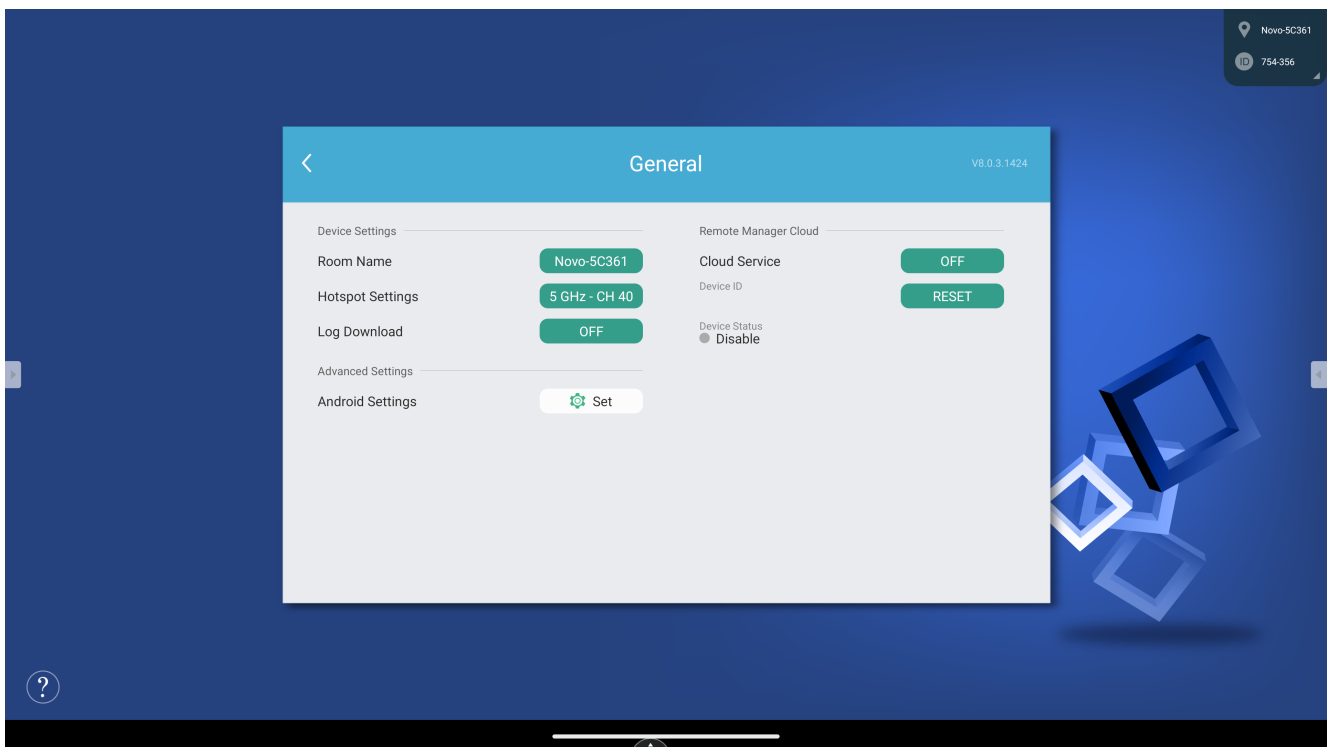 Novo-5C361
ID 754-356
General
V8.0.3.1424
Device Settings
Room Name Novo-5C361
Hotspot Settings 5 GHz - CH 40
Log Download OFF
Advanced Settings
Android Settings Set
Remote Manager Cloud
Cloud Service OFF
Device ID RESET
Device Status
Disable
?